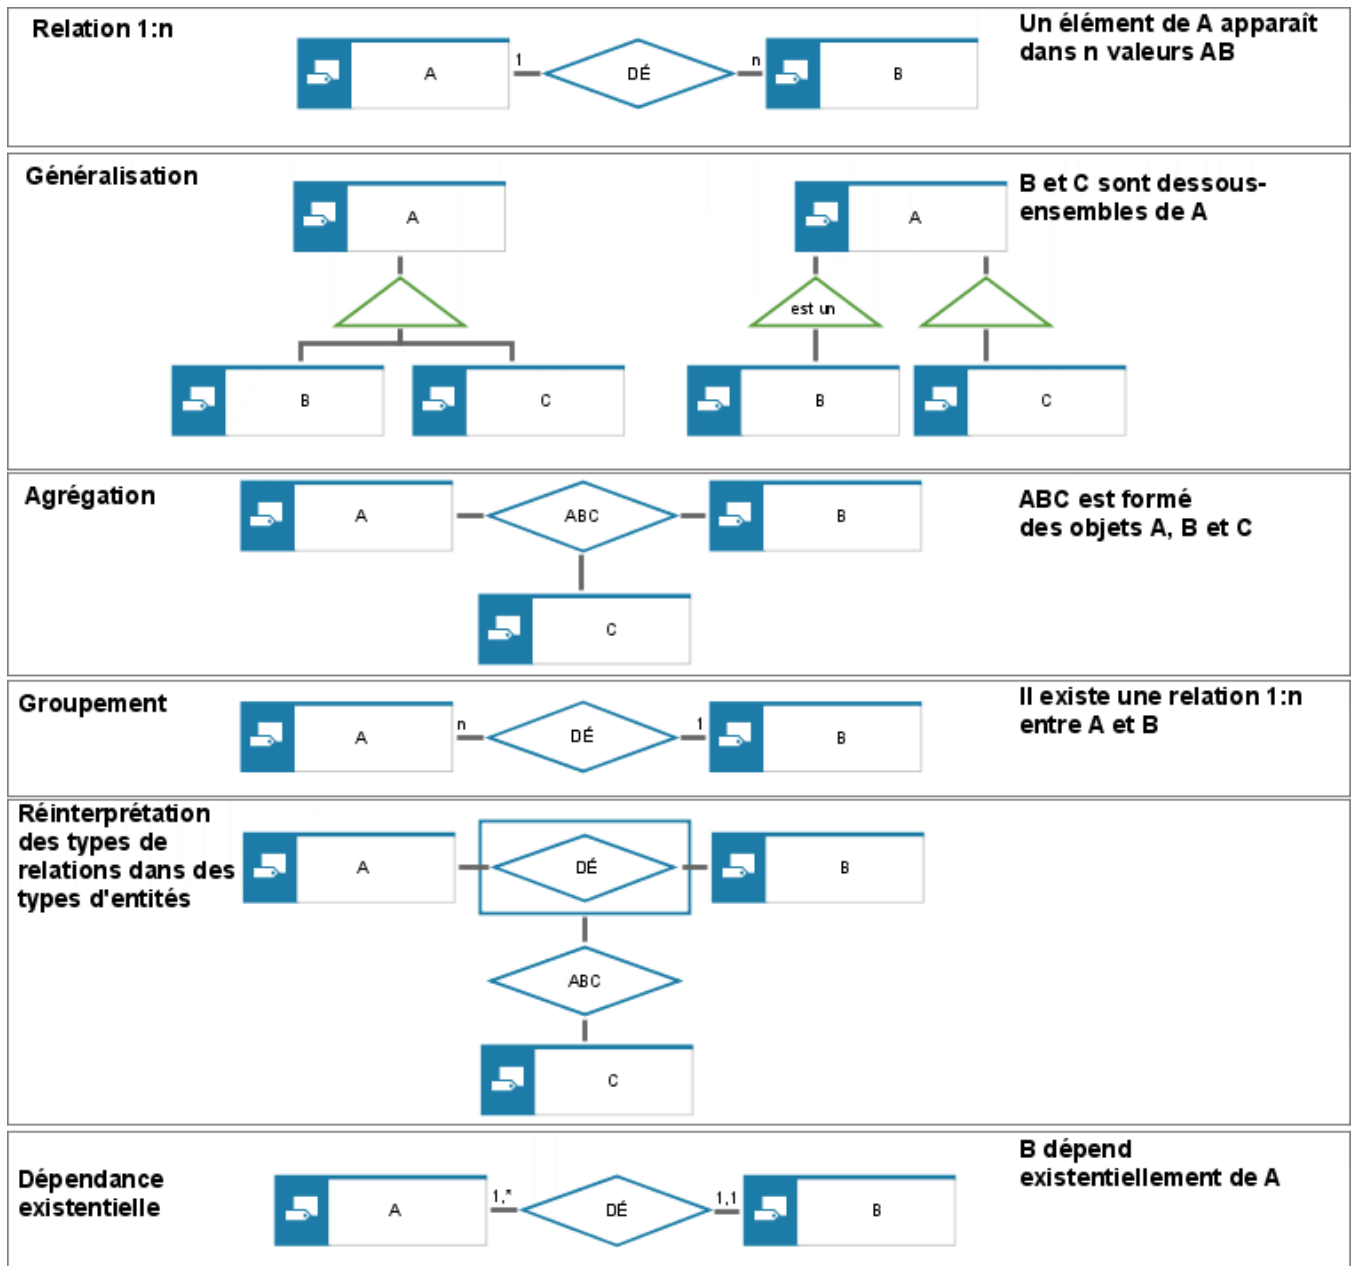 Relation 1:n
A
1
DÉ
n
B
Un élément de A apparaît
dans n valeurs AB
Généralisation
A
B
C
A
est un
B
C
B et C sont dessous-
ensembles de A
Agrégation
A
ABC
B
C
ABC est formé
des objets A, B et C
Groupement
A
n
DÉ
1
B
Il existe une relation 1:n
entre A et B
Réinterprétation
des types de
relations dans des
types d'entités
A
DÉ
B
ABC
C
Dépendance
existentielle
A
1,*
DÉ
1,1
B
B dépend
existentiellement de A